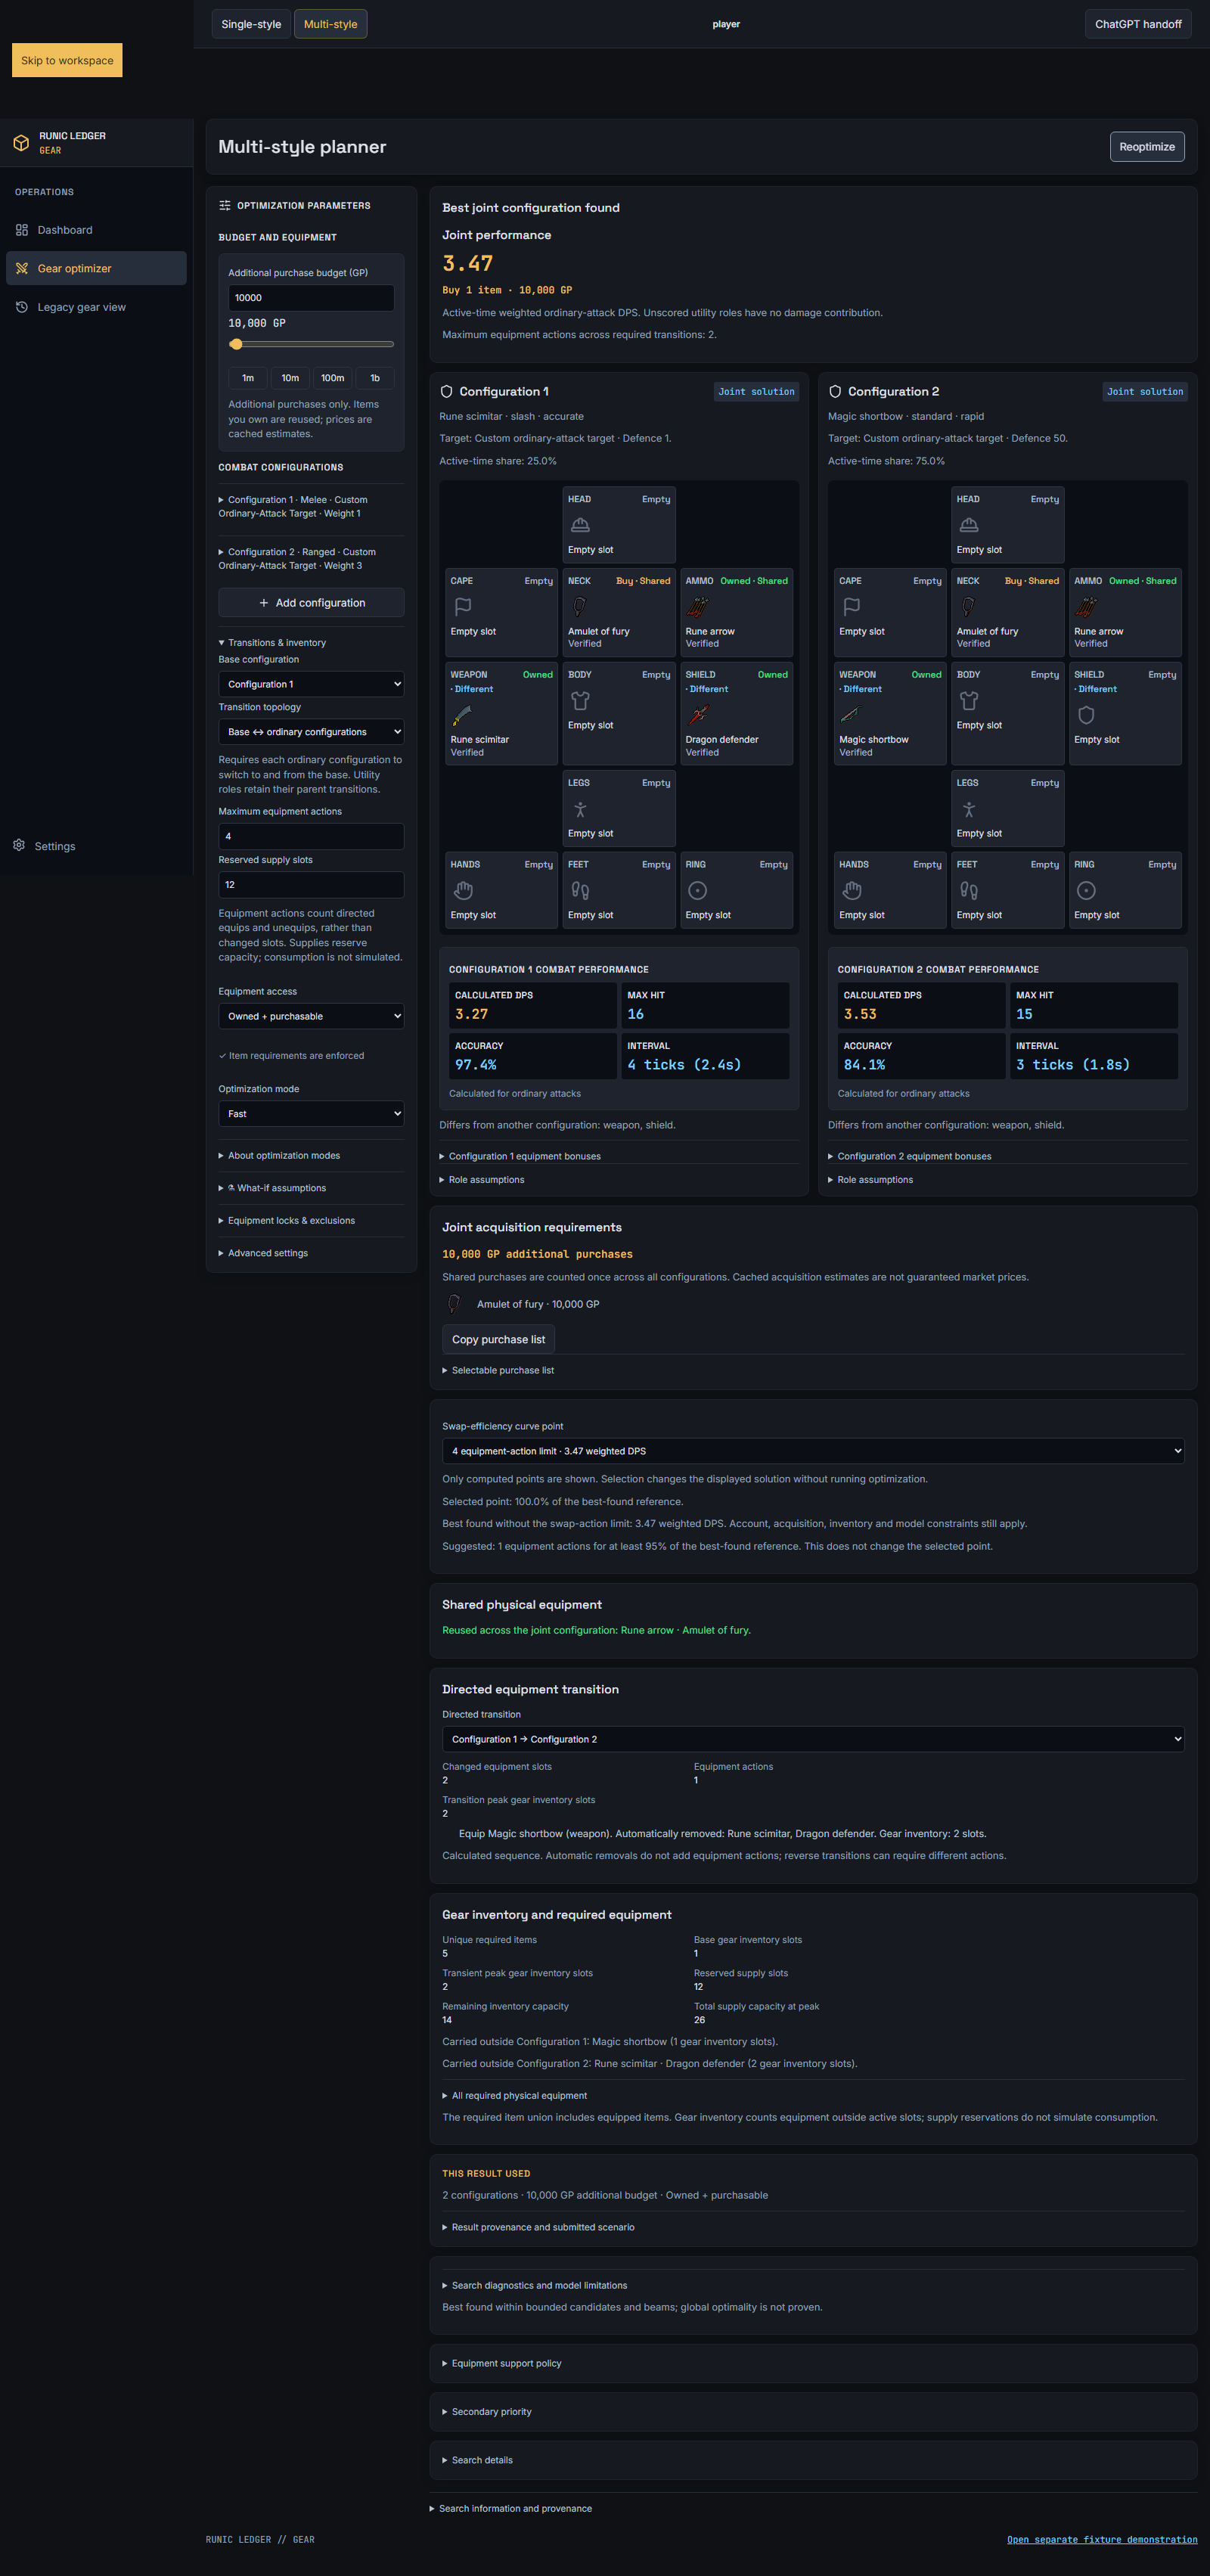 Single-style
Multi-style
player
ChatGPT handoff
Skip to workspace
RUNIC LEDGER
GEAR
OPERATIONS
Dashboard
Gear optimizer
Legacy gear view
Settings
Multi-style planner
Reoptimize
OPTIMIZATION PARAMETERS
BUDGET AND EQUIPMENT
Additional purchase budget (GP)
10000
10,000 GP
1m
10m
100m
1b
Additional purchases only. Items
you own are reused; prices are
cached estimates.
COMBAT CONFIGURATIONS
Configuration 1 · Melee · Custom
Ordinary-Attack Target · Weight 1
Configuration 2 · Ranged · Custom
Ordinary-Attack Target · Weight 3
+ Add configuration
Transitions & inventory
Base configuration
Configuration 1
Transition topology
Base ↔ ordinary configurations
Requires each ordinary configuration to
switch to and from the base. Utility
roles retain their parent transitions.
Maximum equipment actions
4
Reserved supply slots
12
Equipment actions count directed
equips and unequips, rather than
changed slots. Supplies reserve
capacity; consumption is not simulated.
Equipment access
Owned + purchasable
✓ Item requirements are enforced
Optimization mode
Fast
About optimization modes
⚗ What-if assumptions
Equipment locks & exclusions
Advanced settings
Best joint configuration found
Joint performance
3.47
Buy 1 item · 10,000 GP
Active-time weighted ordinary-attack DPS. Unscored utility roles have no damage contribution.
Maximum equipment actions across required transitions: 2.
Configuration 1
Joint solution
Rune scimitar · slash · accurate
Target: Custom ordinary-attack target · Defence 1.
Active-time share: 25.0%
HEAD Empty
Empty slot
CAPE Empty
Empty slot
NECK Buy · Shared
Amulet of fury
Verified
AMMO Owned · Shared
Rune arrow
Verified
WEAPON Owned
· Different
Rune scimitar
Verified
BODY Empty
Empty slot
SHIELD Owned
· Different
Dragon defender
Verified
LEGS Empty
Empty slot
HANDS Empty
Empty slot
FEET Empty
Empty slot
RING Empty
Empty slot
CONFIGURATION 1 COMBAT PERFORMANCE
CALCULATED DPS
3.27
MAX HIT
16
ACCURACY
97.4%
INTERVAL
4 ticks (2.4s)
Calculated for ordinary attacks
Differs from another configuration: weapon, shield.
Configuration 1 equipment bonuses
Role assumptions
Configuration 2
Joint solution
Magic shortbow · standard · rapid
Target: Custom ordinary-attack target · Defence 50.
Active-time share: 75.0%
HEAD Empty
Empty slot
CAPE Empty
Empty slot
NECK Buy · Shared
Amulet of fury
Verified
AMMO Owned · Shared
Rune arrow
Verified
WEAPON Owned
· Different
Magic shortbow
Verified
BODY Empty
Empty slot
SHIELD Empty
· Different
Empty slot
LEGS Empty
Empty slot
HANDS Empty
Empty slot
FEET Empty
Empty slot
RING Empty
Empty slot
CONFIGURATION 2 COMBAT PERFORMANCE
CALCULATED DPS
3.53
MAX HIT
15
ACCURACY
84.1%
INTERVAL
3 ticks (1.8s)
Calculated for ordinary attacks
Differs from another configuration: weapon, shield.
Configuration 2 equipment bonuses
Role assumptions
Joint acquisition requirements
10,000 GP additional purchases
Shared purchases are counted once across all configurations. Cached acquisition estimates are not guaranteed market prices.
Amulet of fury · 10,000 GP
Copy purchase list
Selectable purchase list
Swap-efficiency curve point
4 equipment-action limit · 3.47 weighted DPS
Only computed points are shown. Selection changes the displayed solution without running optimization.
Selected point: 100.0% of the best-found reference.
Best found without the swap-action limit: 3.47 weighted DPS. Account, acquisition, inventory and model constraints still apply.
Suggested: 1 equipment actions for at least 95% of the best-found reference. This does not change the selected point.
Shared physical equipment
Reused across the joint configuration: Rune arrow · Amulet of fury.
Directed equipment transition
Directed transition
Configuration 1 → Configuration 2
Changed equipment slots
2
Equipment actions
1
Transition peak gear inventory slots
2
Equip Magic shortbow (weapon). Automatically removed: Rune scimitar, Dragon defender. Gear inventory: 2 slots.
Calculated sequence. Automatic removals do not add equipment actions; reverse transitions can require different actions.
Gear inventory and required equipment
Unique required items
5
Base gear inventory slots
1
Transient peak gear inventory slots
2
Reserved supply slots
12
Remaining inventory capacity
14
Total supply capacity at peak
26
Carried outside Configuration 1: Magic shortbow (1 gear inventory slots).
Carried outside Configuration 2: Rune scimitar · Dragon defender (2 gear inventory slots).
All required physical equipment
The required item union includes equipped items. Gear inventory counts equipment outside active slots; supply reservations do not simulate consumption.
THIS RESULT USED
2 configurations · 10,000 GP additional budget · Owned + purchasable
Result provenance and submitted scenario
Search diagnostics and model limitations
Best found within bounded candidates and beams; global optimality is not proven.
Equipment support policy
Secondary priority
Search details
Search information and provenance
RUNIC LEDGER // GEAR
Open separate fixture demonstration